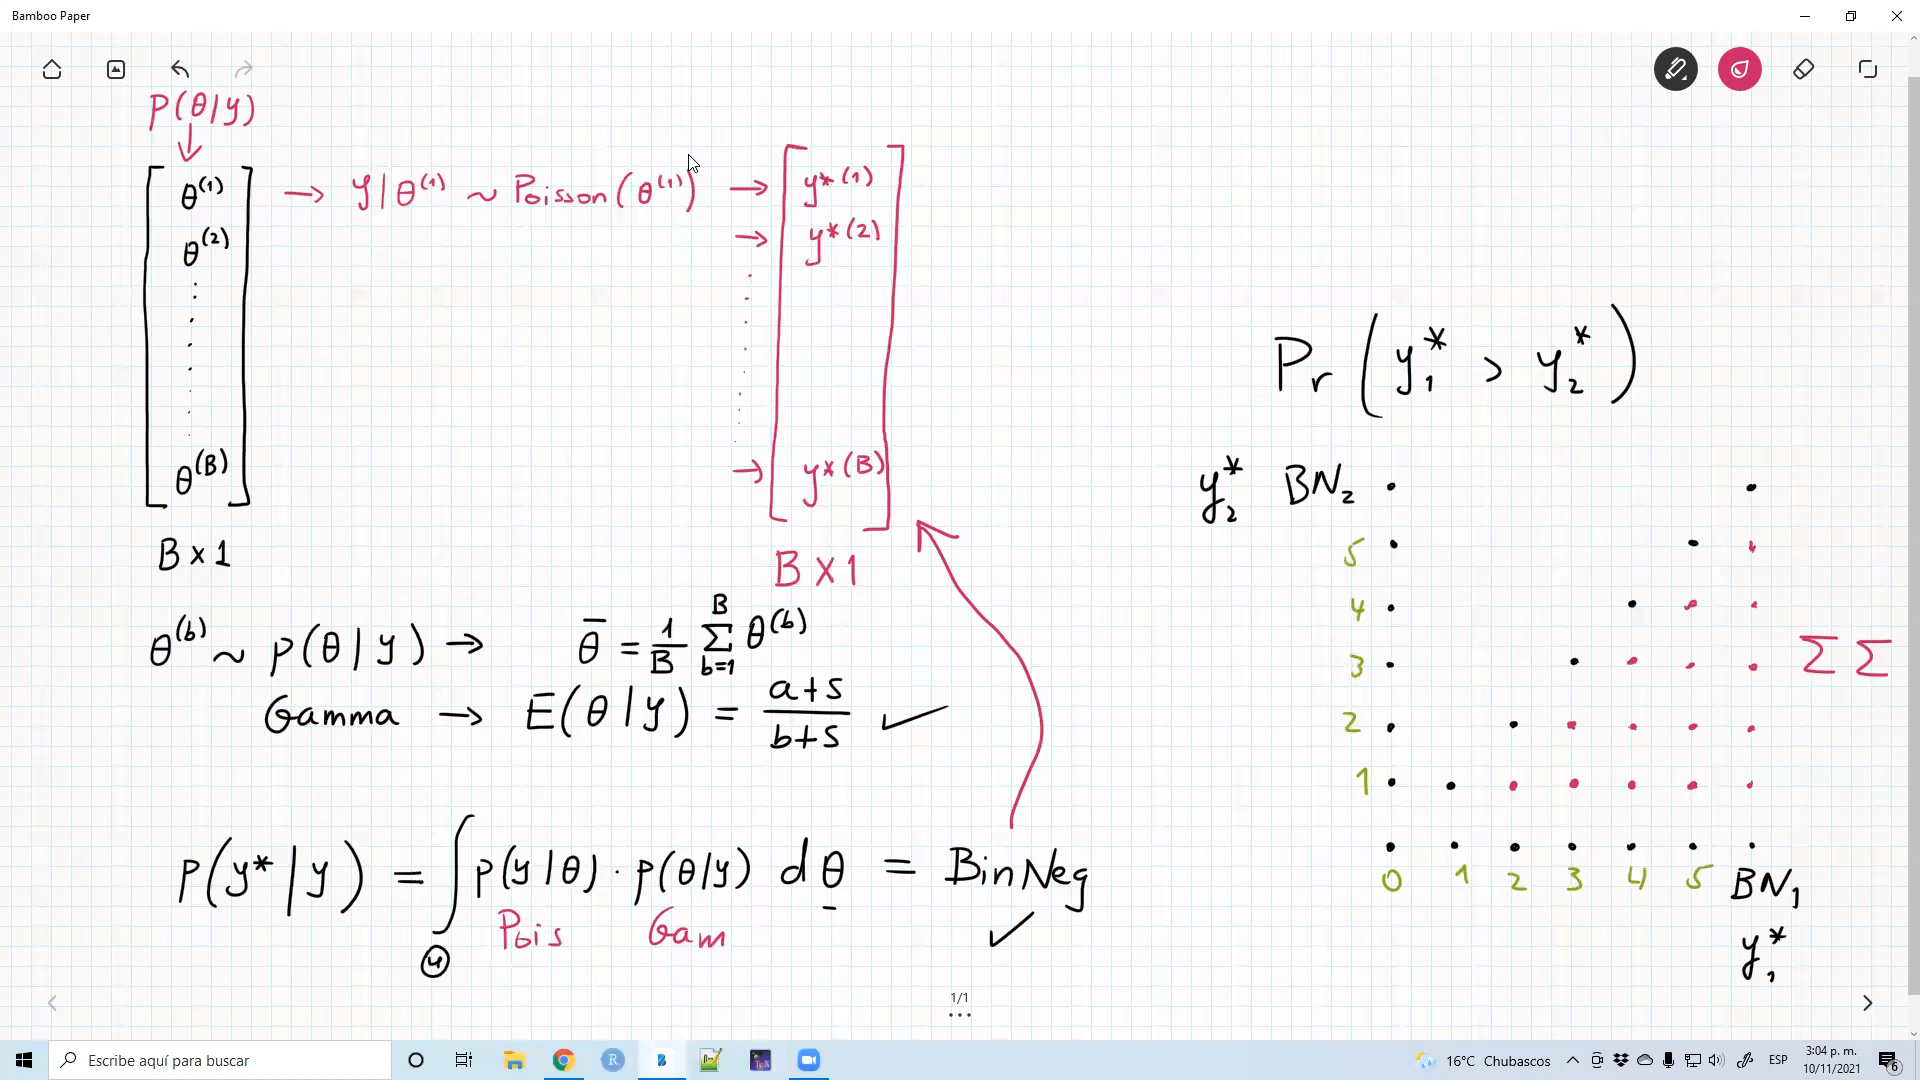 Bamboo Paper
P(θ|y)
θ^(1) → y|θ^(1) ~ Poisson(θ^(1)) → y*^(1)
θ^(2) → y*^(2)
θ^(B) → y*^(B)
B×1
B×1
θ^(b) ~ p(θ|y) → θ̄ = 1/B Σ_{b=1}^{B} θ^(b)
Gamma → E(θ|y) = (a+s)/(b+s) ✓
p(y*|y) = ∫_Θ p(y|θ) · p(θ|y) dθ = BinNeg
Pois Gam ✓
Pr(y₁* > y₂*)
y₂* BN₂
5
4
3 ΣΣ
2
1
0 1 2 3 4 5 BN₁
y₁*
1/1
Escribe aquí para buscar
16°C Chubascos
ESP
3:04 p. m.
10/11/2021
6